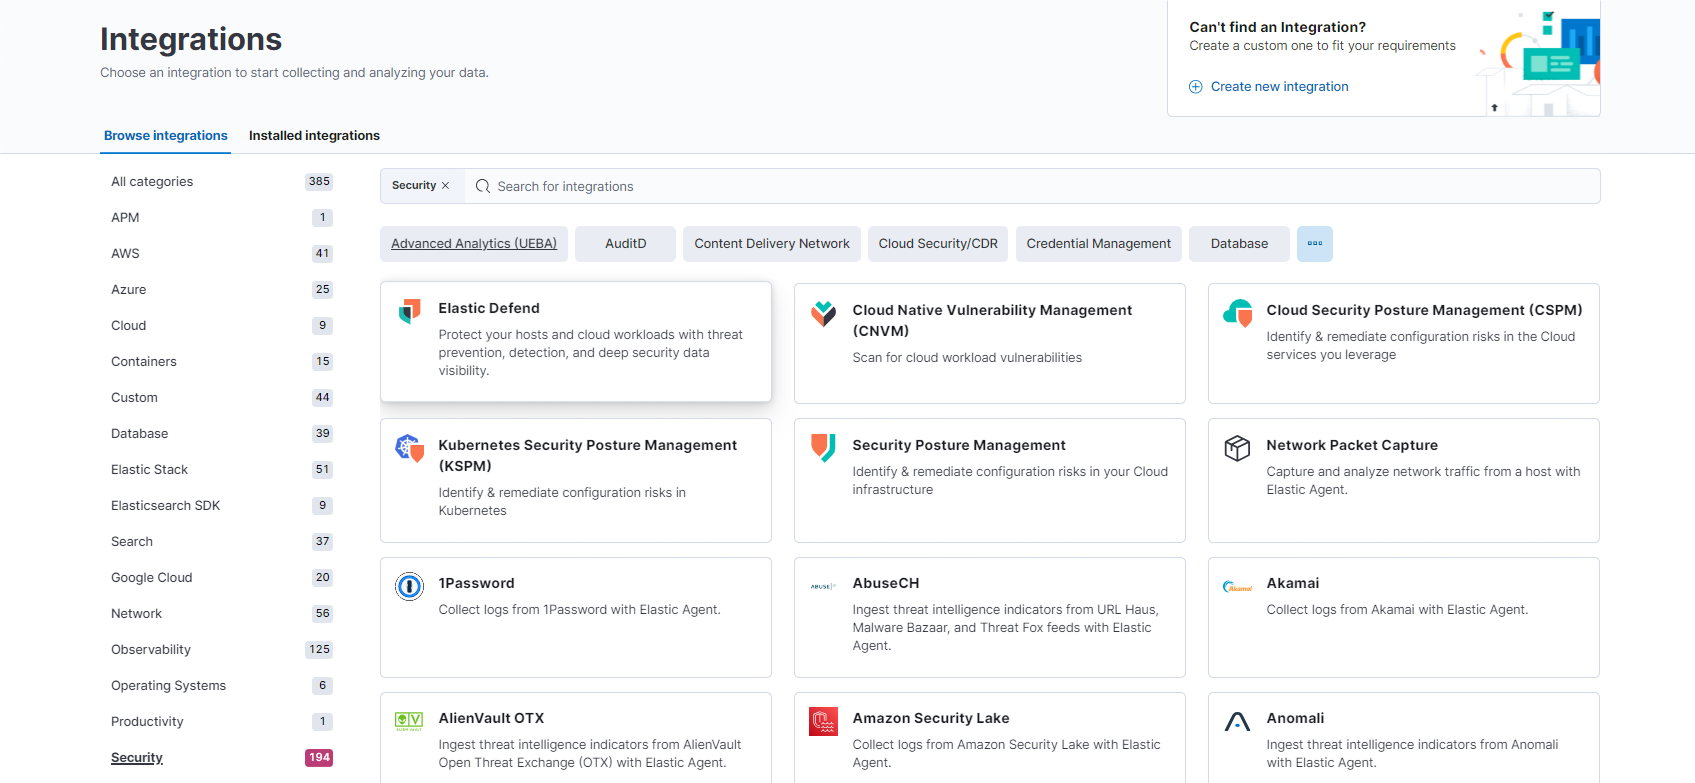 Integrations
Choose an integration to start collecting and analyzing your data.
Can't find an Integration?
Create a custom one to fit your requirements
Create new integration
Browse integrations
Installed integrations
All categories 385
APM 1
AWS 41
Azure 25
Cloud 9
Containers 15
Custom 44
Database 39
Elastic Stack 51
Elasticsearch SDK 9
Search 37
Google Cloud 20
Network 56
Observability 125
Operating Systems 6
Productivity 1
Security 194
Security × Search for integrations
Advanced Analytics (UEBA)
AuditD
Content Delivery Network
Cloud Security/CDR
Credential Management
Database
Elastic Defend
Protect your hosts and cloud workloads with threat
prevention, detection, and deep security data
visibility.
Cloud Native Vulnerability Management
(CNVM)
Scan for cloud workload vulnerabilities
Cloud Security Posture Management (CSPM)
Identify & remediate configuration risks in the Cloud
services you leverage
Kubernetes Security Posture Management
(KSPM)
Identify & remediate configuration risks in
Kubernetes
Security Posture Management
Identify & remediate configuration risks in your Cloud
infrastructure
Network Packet Capture
Capture and analyze network traffic from a host with
Elastic Agent.
1Password
Collect logs from 1Password with Elastic Agent.
ABUSE
AbuseCH
Ingest threat intelligence indicators from URL Haus,
Malware Bazaar, and Threat Fox feeds with Elastic
Agent.
Akamai
Akamai
Collect logs from Akamai with Elastic Agent.
ALIEN VAULT
AlienVault OTX
Ingest threat intelligence indicators from AlienVault
Open Threat Exchange (OTX) with Elastic Agent.
Amazon Security Lake
Collect logs from Amazon Security Lake with Elastic
Agent.
Anomali
Ingest threat intelligence indicators from Anomali
with Elastic Agent.